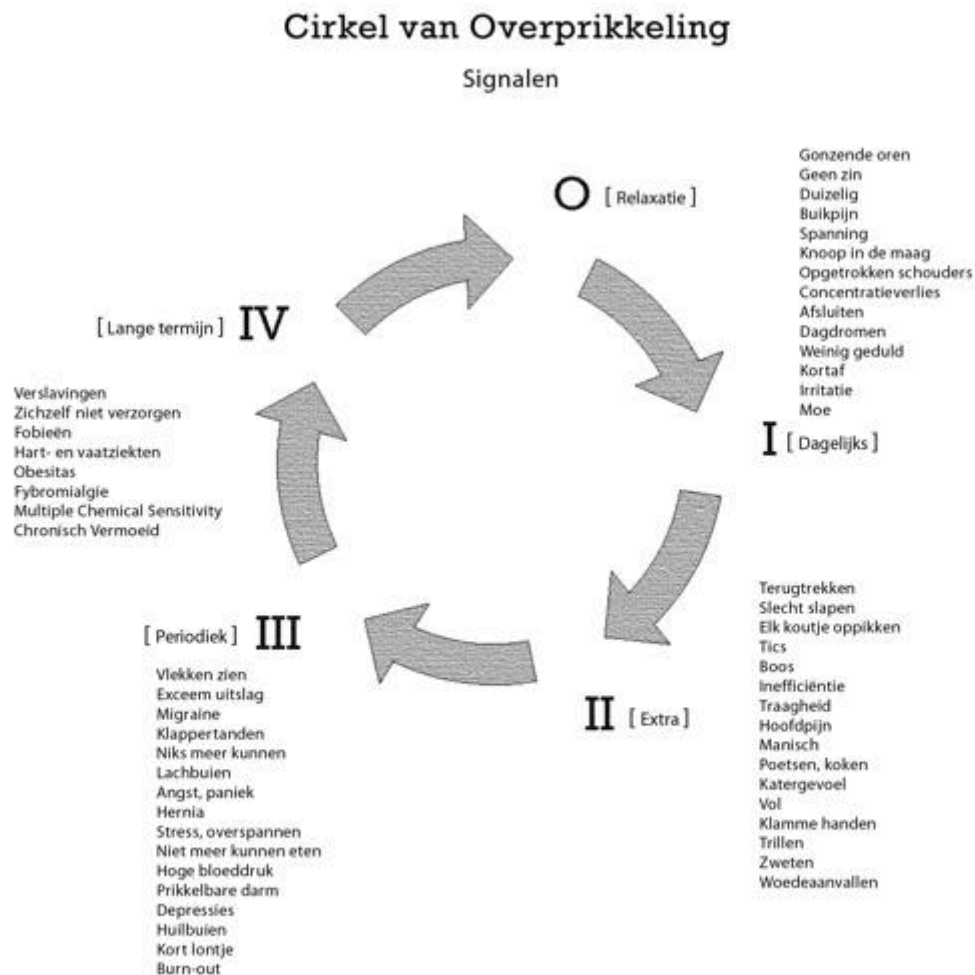 Cirkel van Overprikkeling
Signalen
O [ Relaxatie ]
Gonzende oren
Geen zin
Duizelig
Buikpijn
Spanning
Knoop in de maag
Opgetrokken schouders
Concentratieverlies
Afsluiten
Dagdromen
Weinig geduld
Kortaf
Irritatie
Moe
I [ Dagelijks ]
Terugtrekken
Slecht slapen
Elk koutje oppikken
Tics
Boos
Inefficiëntie
Traagheid
Hoofdpijn
Manisch
Poetsen, koken
Katergevoel
Vol
Klamme handen
Trillen
Zweten
Woedeaanvallen
II [ Extra ]
[ Periodiek ] III
Vlekken zien
Exceem uitslag
Migraine
Klappertanden
Niks meer kunnen
Lachbuien
Angst, paniek
Hernia
Stress, overspannen
Niet meer kunnen eten
Hoge bloeddruk
Prikkelbare darm
Depressies
Huilbuien
Kort lontje
Burn-out
[ Lange termijn ] IV
Verslavingen
Zichzelf niet verzorgen
Fobieën
Hart- en vaatziekten
Obesitas
Fybromialgie
Multiple Chemical Sensitivity
Chronisch Vermoeid